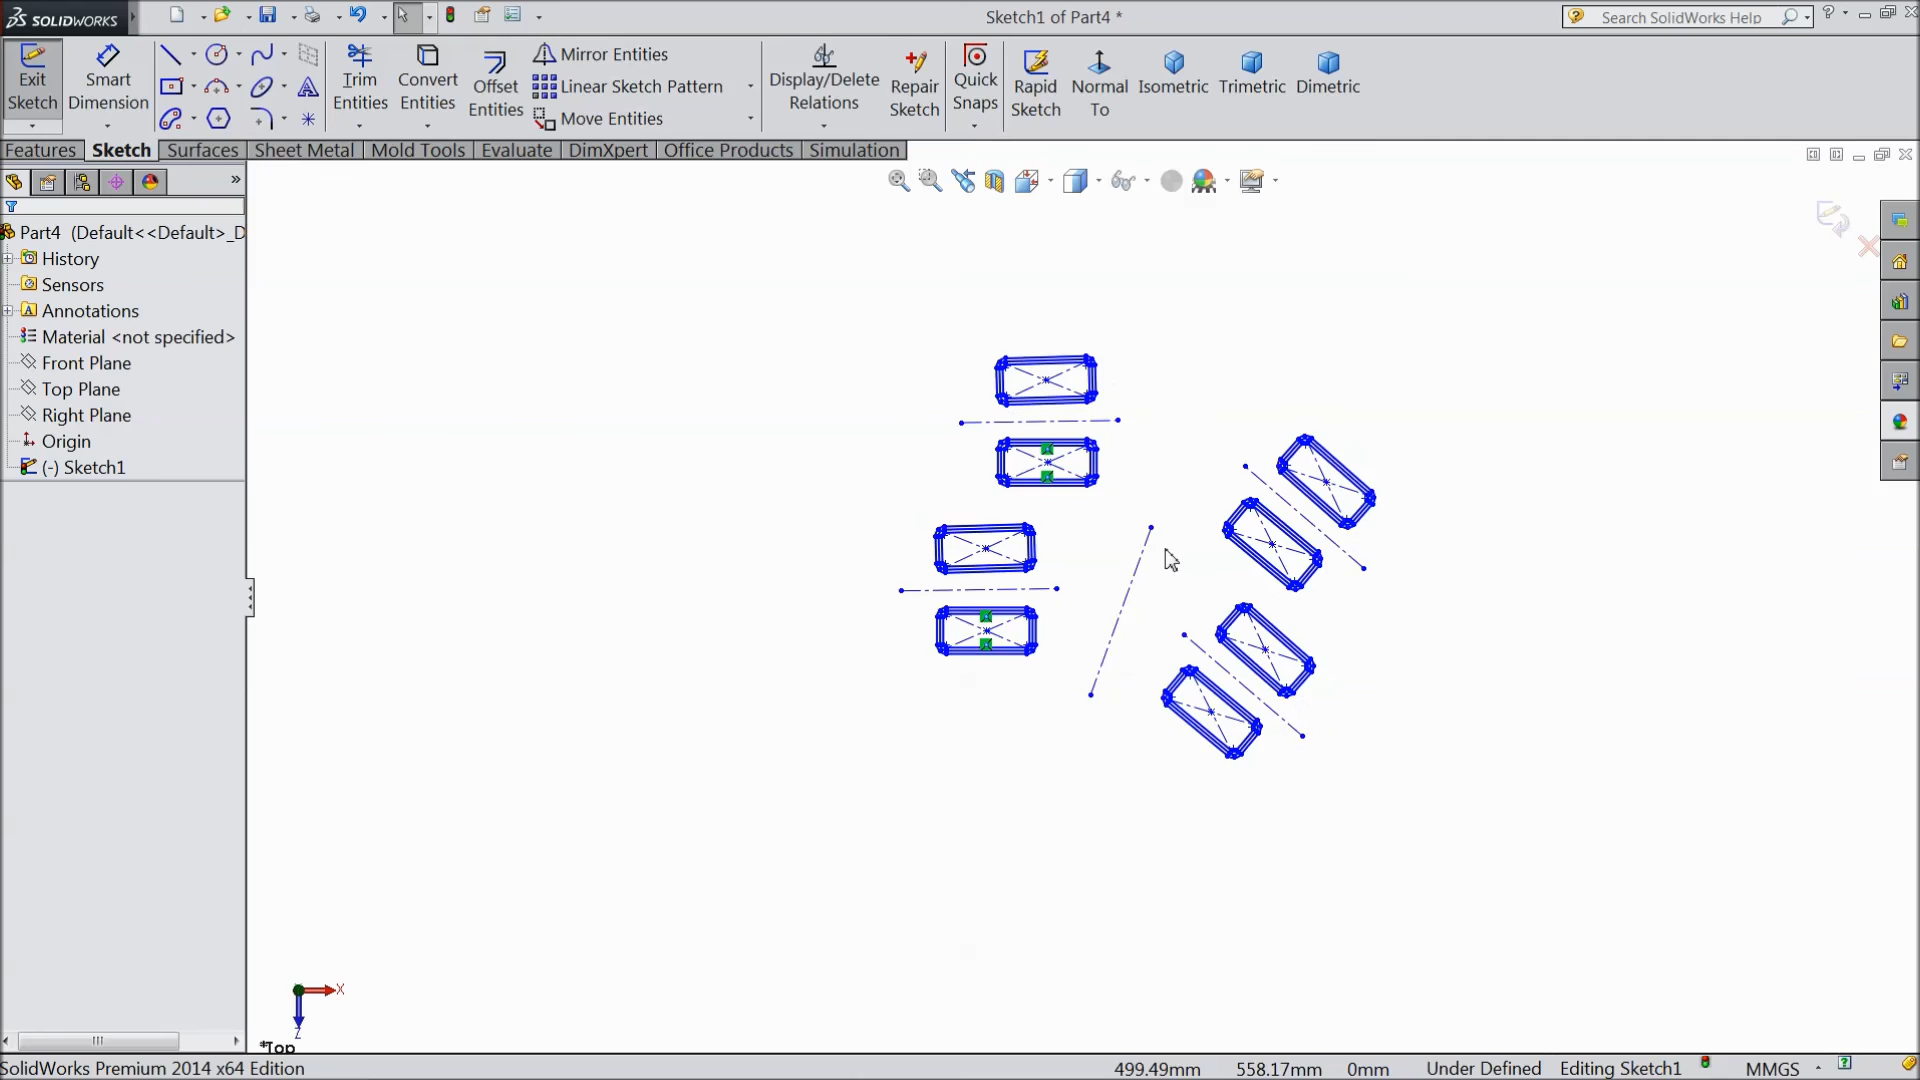 SOLIDWORKS
Sketch1 of Part4 *
Search SolidWorks Help
Exit Sketch
Smart Dimension
Trim Entities
Convert Entities
Offset Entities
Mirror Entities
Linear Sketch Pattern
Move Entities
Display/Delete Relations
Repair Sketch
Quick Snaps
Rapid Sketch
Normal To
Isometric
Trimetric
Dimetric
Features
Sketch
Surfaces
Sheet Metal
Mold Tools
Evaluate
DimXpert
Office Products
Simulation
Part4 (Default<<Default>_D
History
Sensors
Annotations
Material <not specified>
Front Plane
Top Plane
Right Plane
Origin
(-) Sketch1
X
Z
*Top
SolidWorks Premium 2014 x64 Edition
499.49mm
558.17mm
0mm
Under Defined
Editing Sketch1
MMGS